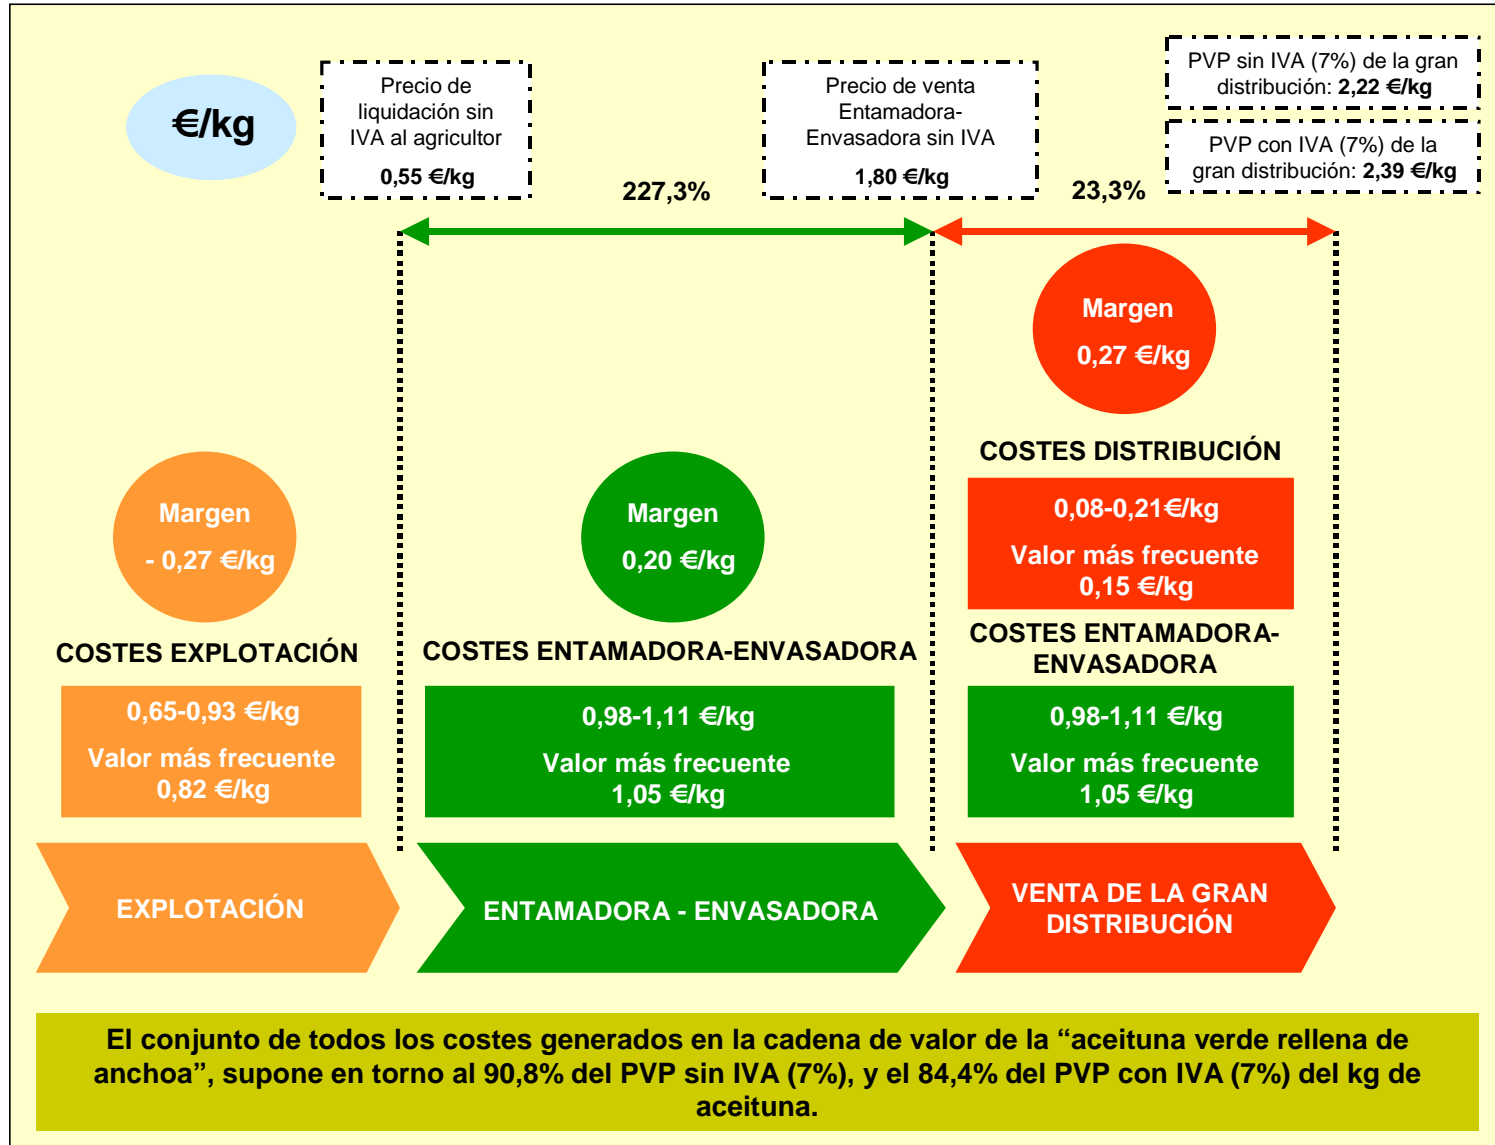 €/kg
Precio de
liquidación sin
IVA al agricultor
0,55 €/kg
227,3%
Precio de venta
Entamadora-
Envasadora sin IVA
1,80 €/kg
23,3%
PVP sin IVA (7%) de la gran
distribución: 2,22 €/kg
PVP con IVA (7%) de la
gran distribución: 2,39 €/kg
Margen
- 0,27 €/kg
COSTES EXPLOTACIÓN
0,65-0,93 €/kg
Valor más frecuente
0,82 €/kg
EXPLOTACIÓN
Margen
0,20 €/kg
COSTES ENTAMADORA-ENVASADORA
0,98-1,11 €/kg
Valor más frecuente
1,05 €/kg
ENTAMADORA - ENVASADORA
Margen
0,27 €/kg
COSTES DISTRIBUCIÓN
0,08-0,21€/kg
Valor más frecuente
0,15 €/kg
COSTES ENTAMADORA-
ENVASADORA
0,98-1,11 €/kg
Valor más frecuente
1,05 €/kg
VENTA DE LA GRAN
DISTRIBUCIÓN
El conjunto de todos los costes generados en la cadena de valor de la “aceituna verde rellena de
anchoa”, supone en torno al 90,8% del PVP sin IVA (7%), y el 84,4% del PVP con IVA (7%) del kg de
aceituna.